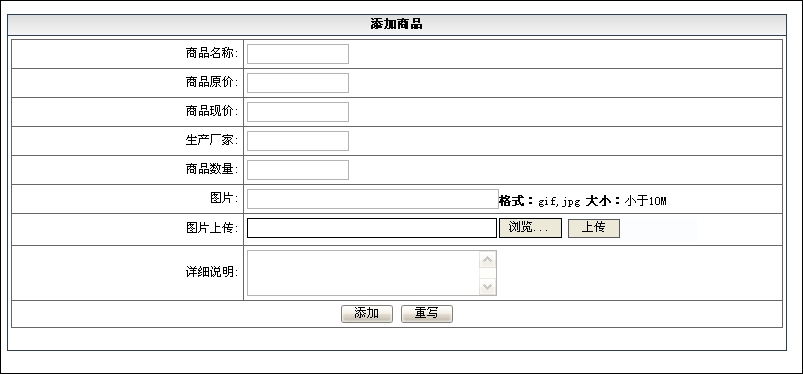 添加商品
商品名称:
商品原价:
商品现价:
生产厂家:
商品数量:
图片: 格式：gif,jpg 大小：小于10M
图片上传: 浏览... 上传
详细说明:
添加 重写